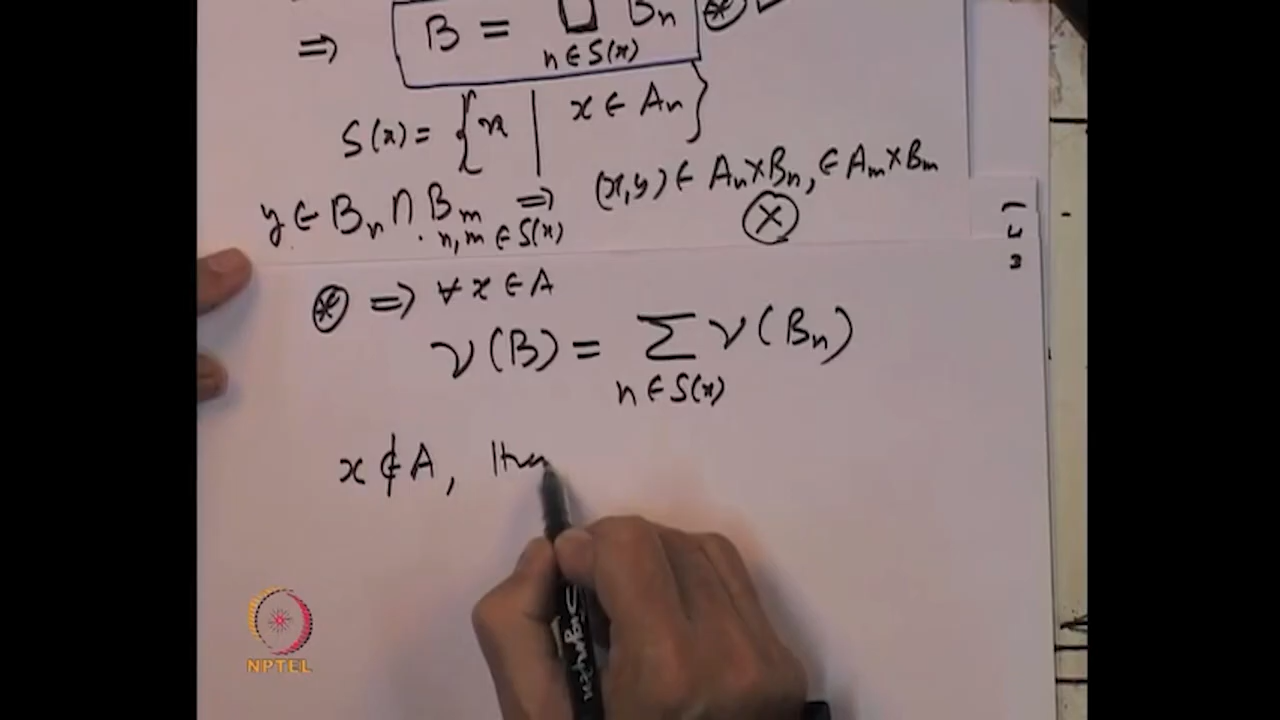 ⇒ B = ⊔ Bn ⊛
n ∈ S(x)
S(x) = { n | x ∈ An }
y ∈ Bn ∩ Bm ⇒ (x,y) ∈ An × Bn, ∈ Am × Bm
n, m ∈ S(x) ⊗
⊛ ⇒ ∀ x ∈ A
ν(B) = Σ ν(Bn)
n ∈ S(x)
x ∉ A, then
NPTEL